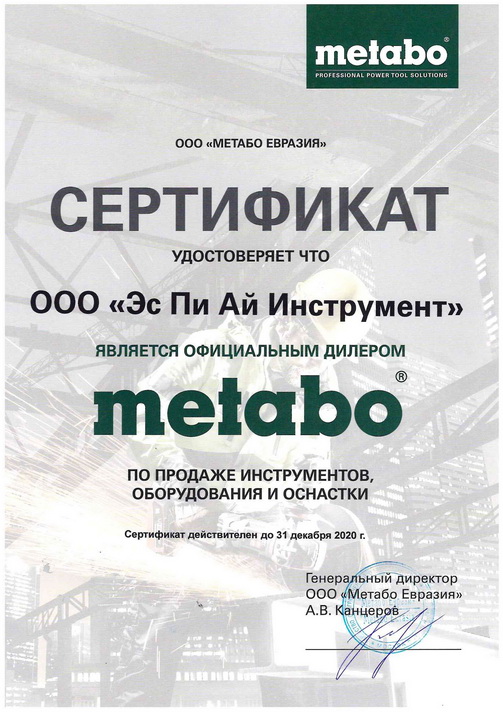 metabo®
PROFESSIONAL POWER TOOL SOLUTIONS
ООО «МЕТАБО ЕВРАЗИЯ»
СЕРТИФИКАТ
УДОСТОВЕРЯЕТ ЧТО
ООО «Эс Пи Ай Инструмент»
ЯВЛЯЕТСЯ ОФИЦИАЛЬНЫМ ДИЛЕРОМ
metabo®
ПО ПРОДАЖЕ ИНСТРУМЕНТОВ,
ОБОРУДОВАНИЯ И ОСНАСТКИ
Сертификат действителен до 31 декабря 2020 г.
Генеральный директор
ООО «Метабо Евразия»
А.В. Канцеров